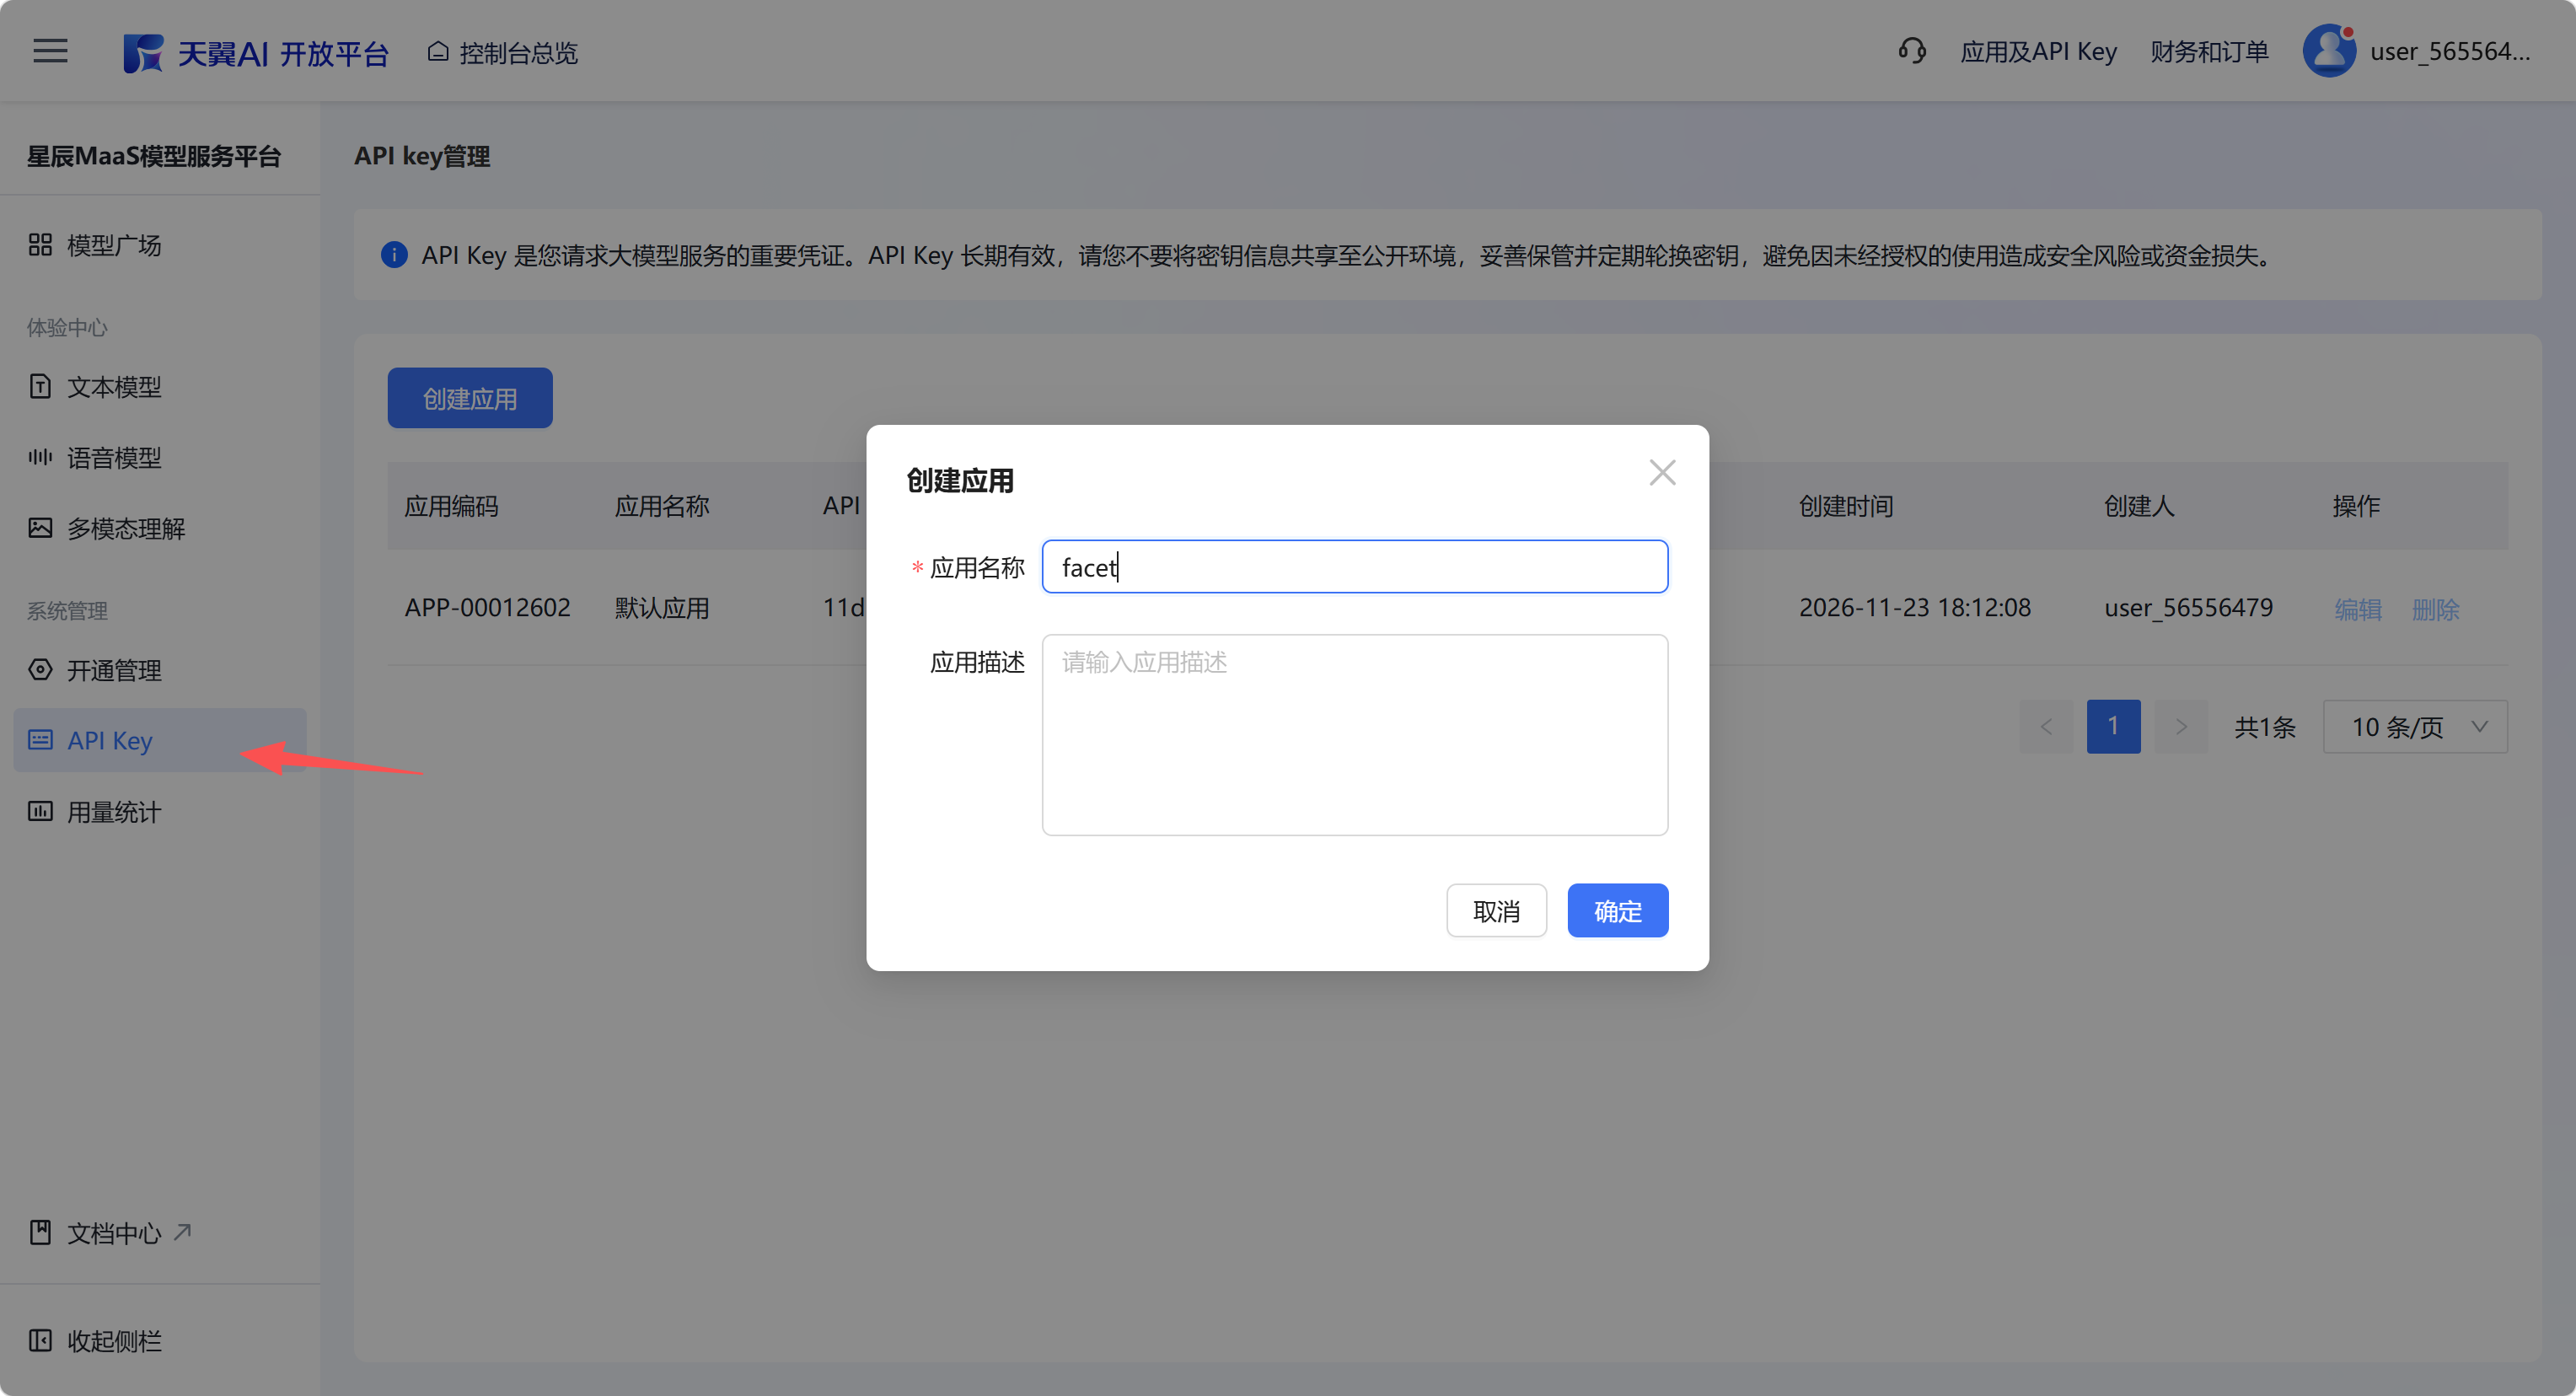 天翼AI 开放平台
控制台总览
应用及API Key
财务和订单
user_565564...
星辰MaaS模型服务平台
模型广场
体验中心
文本模型
语音模型
多模态理解
系统管理
开通管理
API Key
用量统计
文档中心
收起侧栏
API key管理
API Key 是您请求大模型服务的重要凭证。API Key 长期有效，请您不要将密钥信息共享至公开环境，妥善保管并定期轮换密钥，避免因未经授权的使用造成安全风险或资金损失。
创建应用
应用编码 应用名称 API 创建时间 创建人 操作
APP-00012602 默认应用 11d 2026-11-23 18:12:08 user_56556479 编辑 删除
< 1 > 共1条 10 条/页
创建应用
* 应用名称 facet
应用描述 请输入应用描述
取消 确定